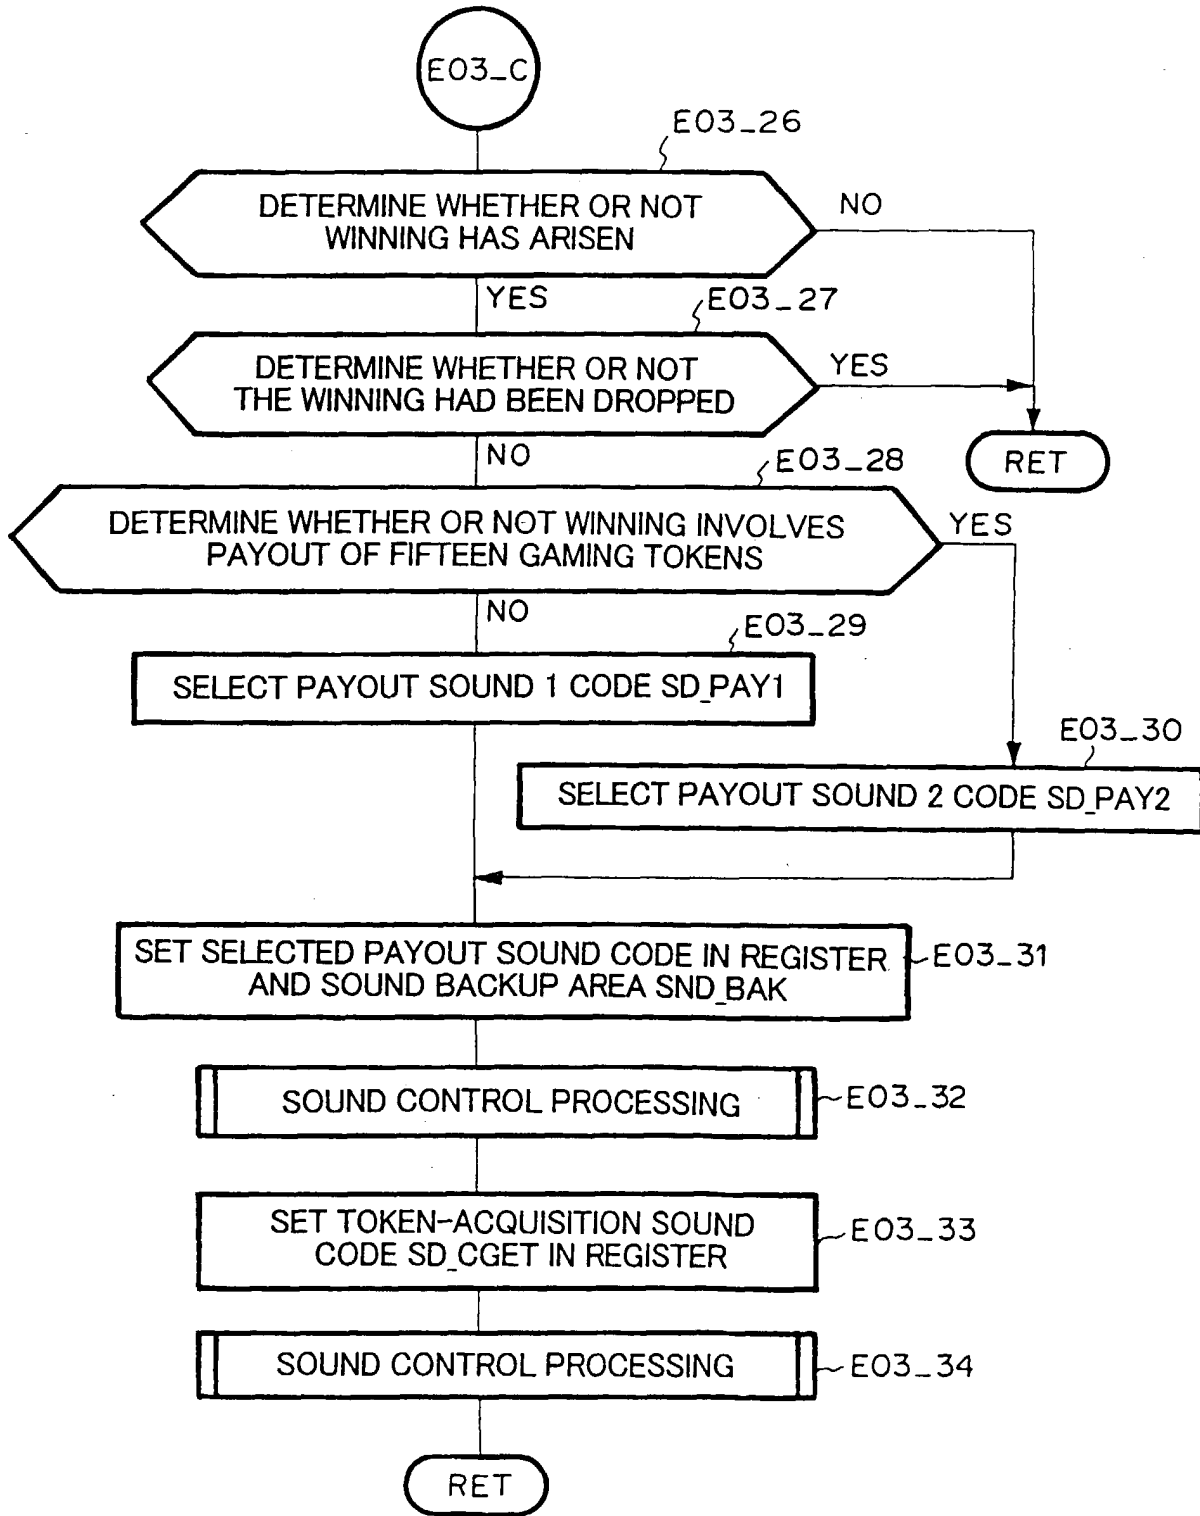 E03_C
E03_26
DETERMINE WHETHER OR NOT
WINNING HAS ARISEN
NO
YES
E03_27
DETERMINE WHETHER OR NOT
THE WINNING HAD BEEN DROPPED
YES
RET
NO
E03_28
DETERMINE WHETHER OR NOT WINNING INVOLVES
PAYOUT OF FIFTEEN GAMING TOKENS
YES
NO
E03_29
SELECT PAYOUT SOUND 1 CODE SD_PAY1
E03_30
SELECT PAYOUT SOUND 2 CODE SD_PAY2
SET SELECTED PAYOUT SOUND CODE IN REGISTER
AND SOUND BACKUP AREA SND_BAK
E03_31
SOUND CONTROL PROCESSING
E03_32
SET TOKEN-ACQUISITION SOUND
CODE SD_CGET IN REGISTER
E03_33
SOUND CONTROL PROCESSING
E03_34
RET